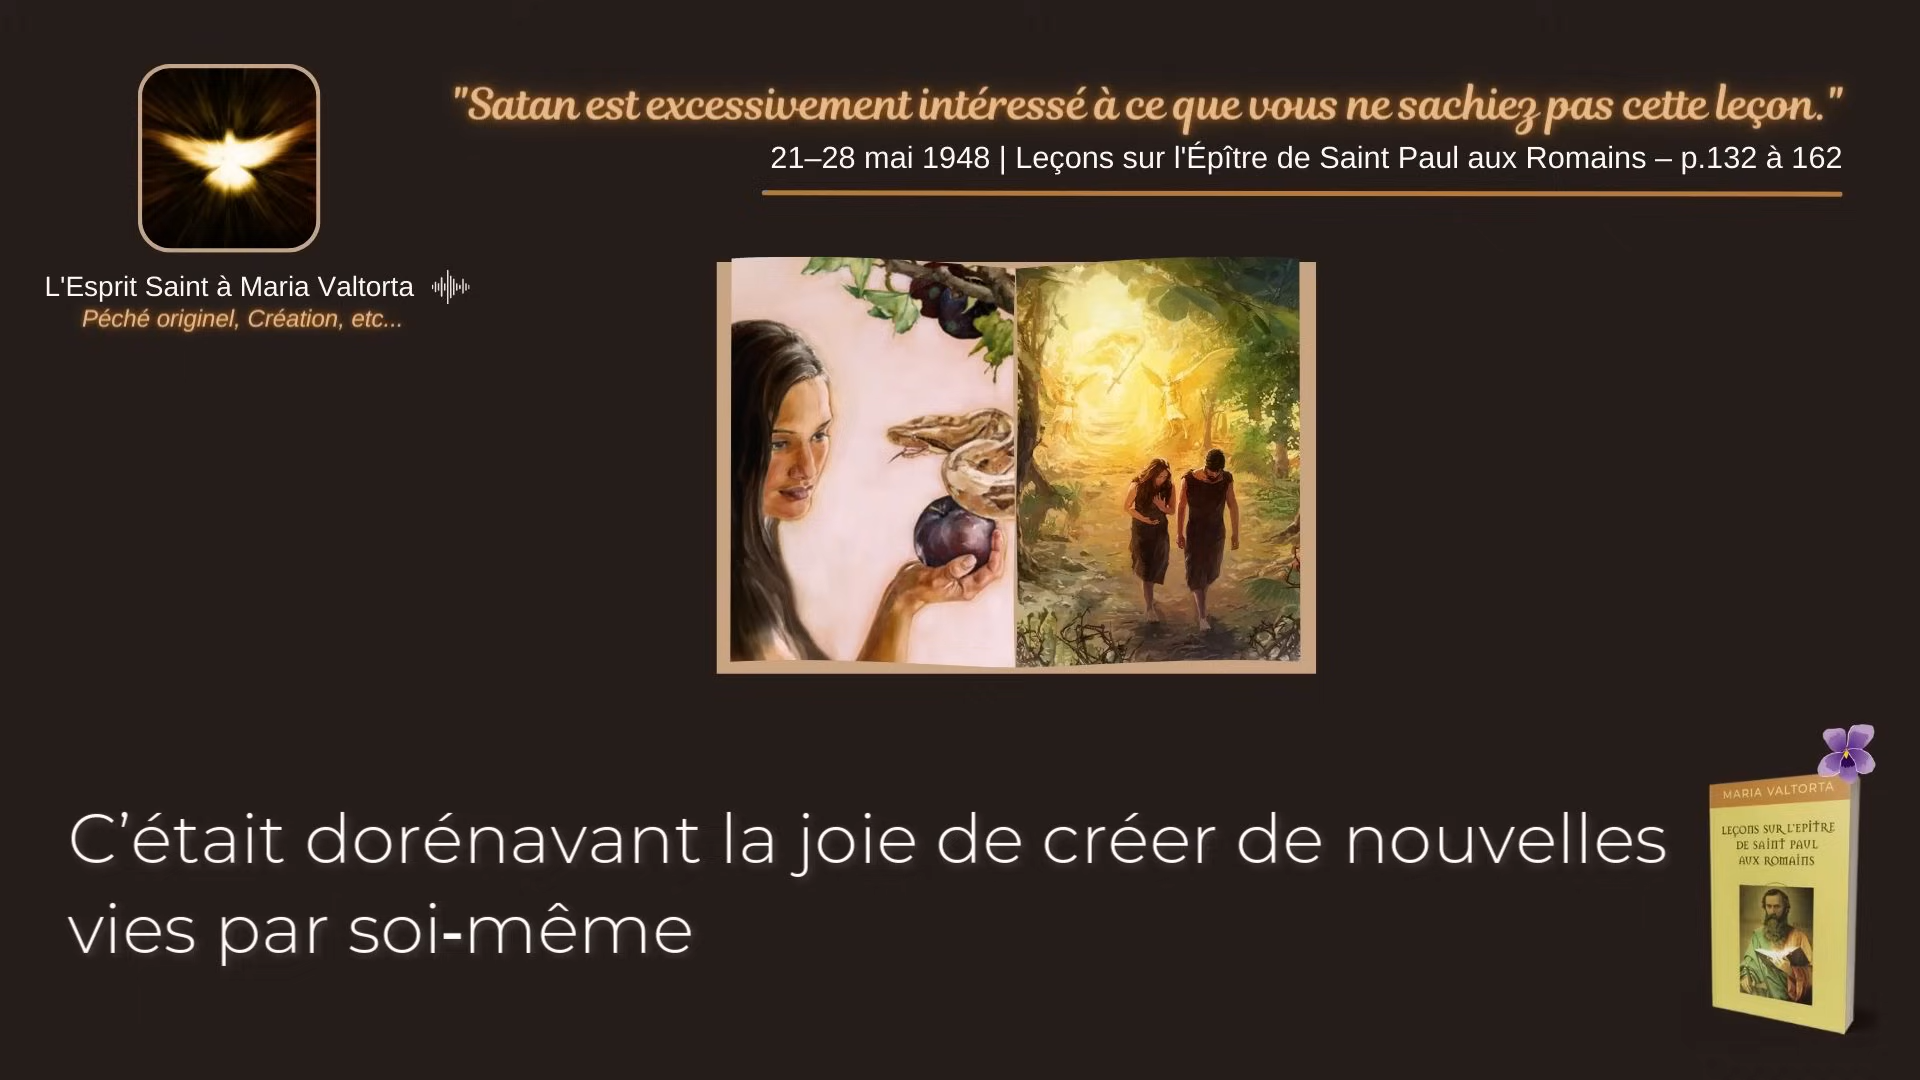 "Satan est excessivement intéressé à ce que vous ne sachiez pas cette leçon."
21–28 mai 1948 | Leçons sur l'Épître de Saint Paul aux Romains – p.132 à 162
L'Esprit Saint à Maria Valtorta
Péché originel, Création, etc...
C’était dorénavant la joie de créer de nouvelles
vies par soi-même
MARIA VALTORTA
LEÇONS SUR L'EPÎTRE
DE SAINT PAUL
AUX ROMAINS